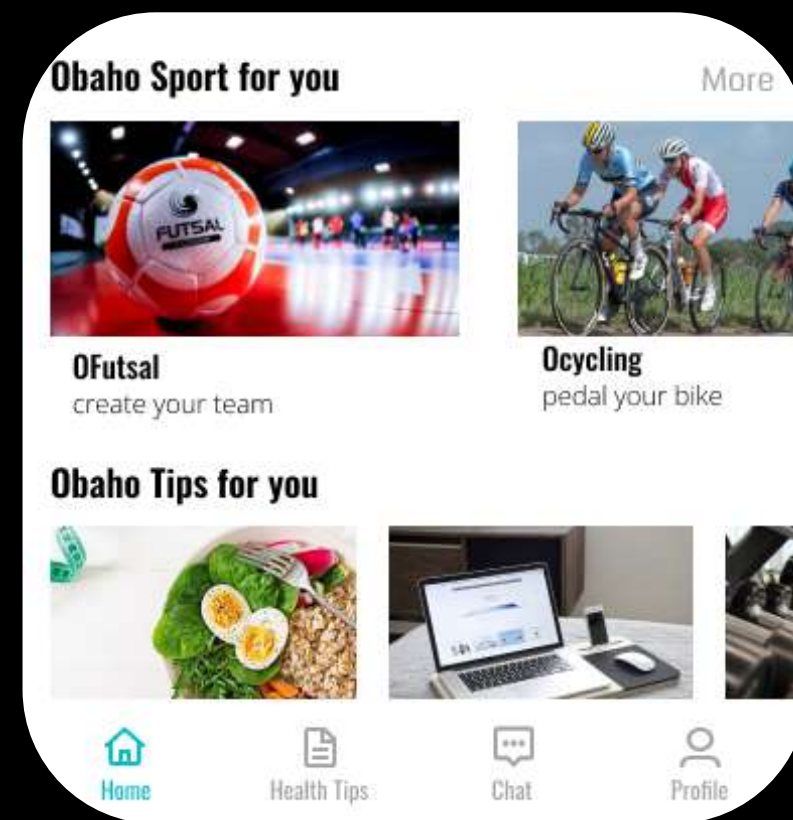 Obaho Sport for you
More
FUTSAL
OFutsal
create your team
Ocycling
pedal your bike
Obaho Tips for you
Home
Health Tips
Chat
Profile